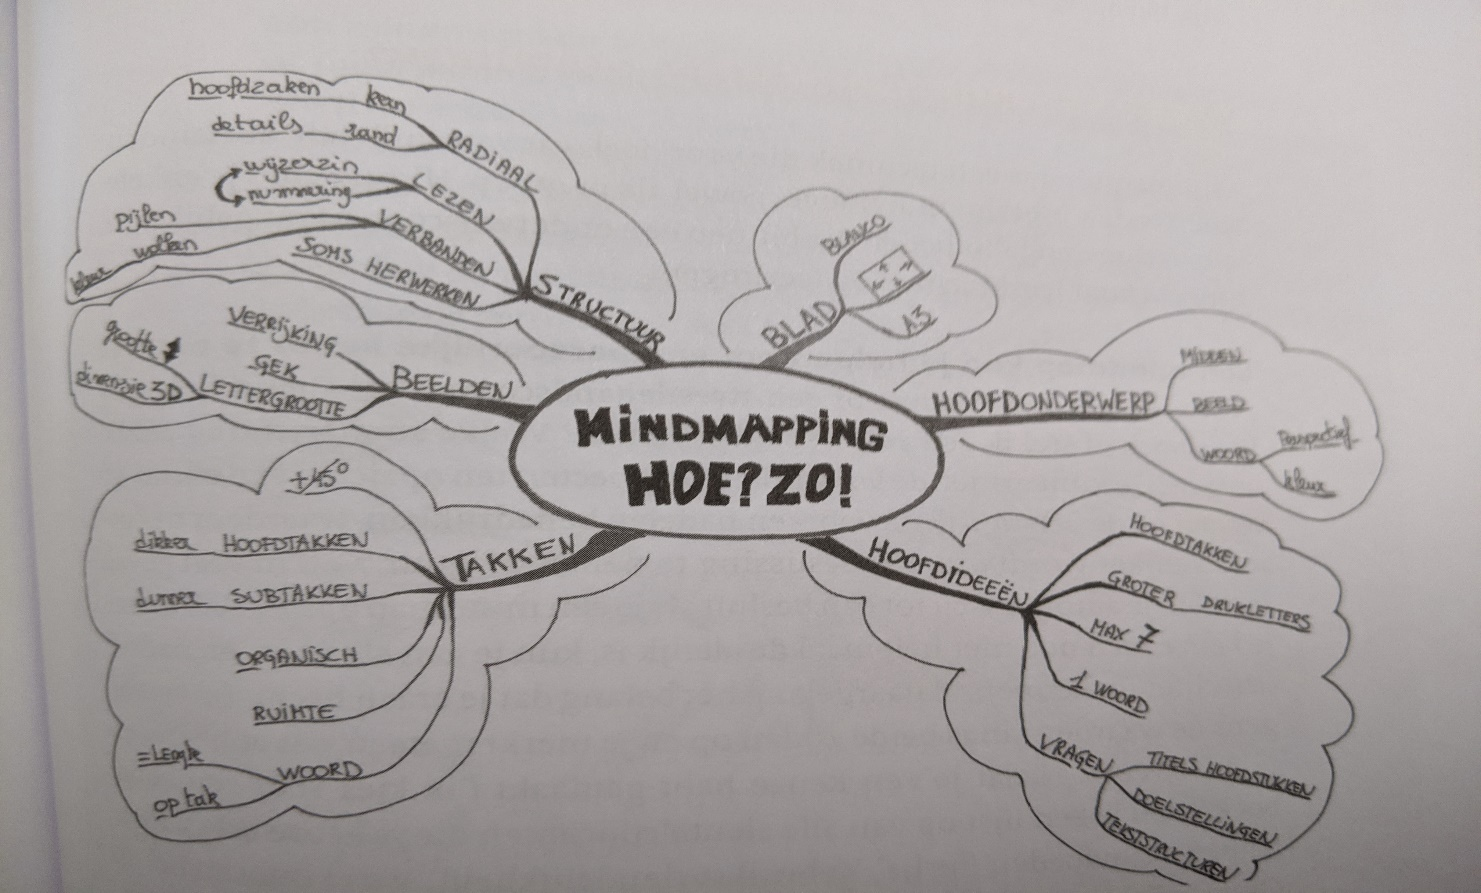 MINDMAPPING
HOE? ZO!
BLAD
BLANCO
A3
HOOFDONDERWERP
MIDDEN
BEELD
WOORD
Perspectief
kleur
HOOFDIDEEËN
HOOFDTAKKEN
GROTER DRUKLETTERS
MAX 7
1 WOORD
VRAGEN
TITELS HOOFDSTUKKEN
DOELSTELLINGEN
TEKSTSTRUCTUREN
TAKKEN
+45°
dikker HOOFDTAKKEN
dunner SUBTAKKEN
ORGANISCH
RUIMTE
WOORD
=Lengte
op tak
BEELDEN
VERRIJKING
GEK
LETTERGROOTTE
grootte
dimensie 3D
STRUCTUUR
RADIAAL
hoofdzaken kern
details rand
LEZEN
wijzerzin
nummering
VERBANDEN
pijlen
kleur wolken
SOMS HERWERKEN